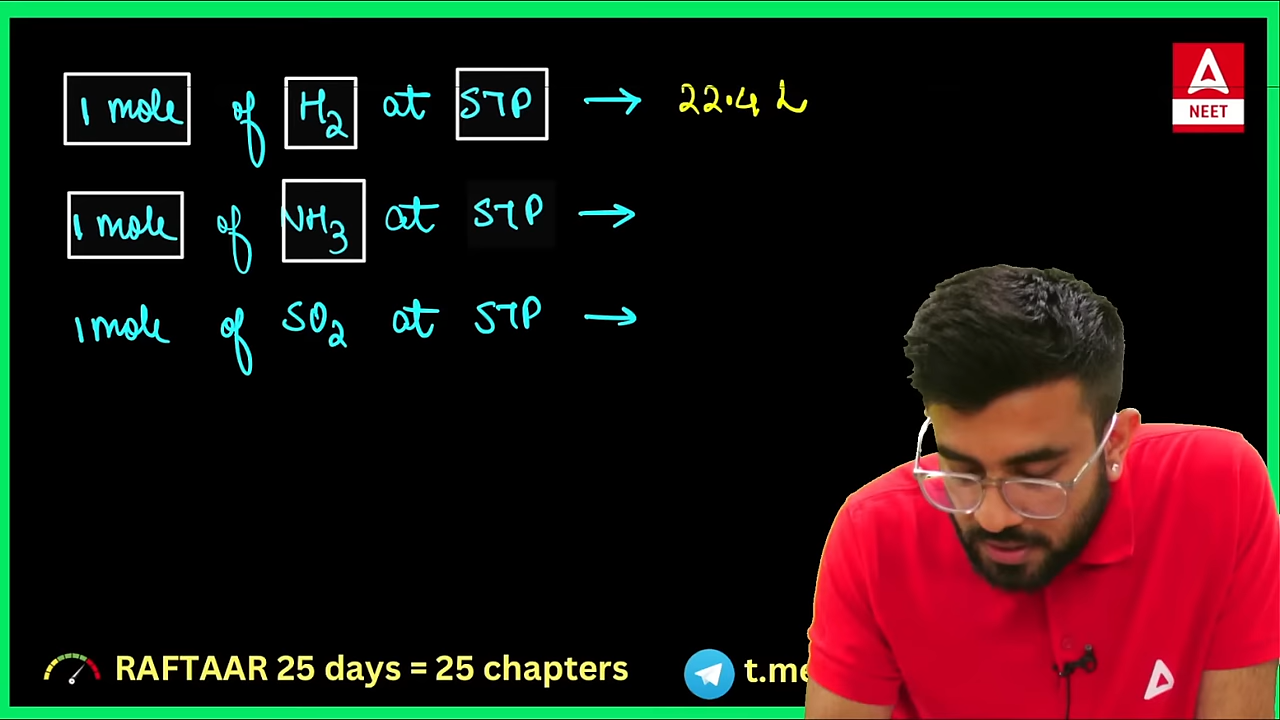 1 mole of H₂ at STP → 22.4 L
NEET
1 mole of NH₃ at STP →
1 mole of SO₂ at STP →
RAFTAAR 25 days = 25 chapters
t.me